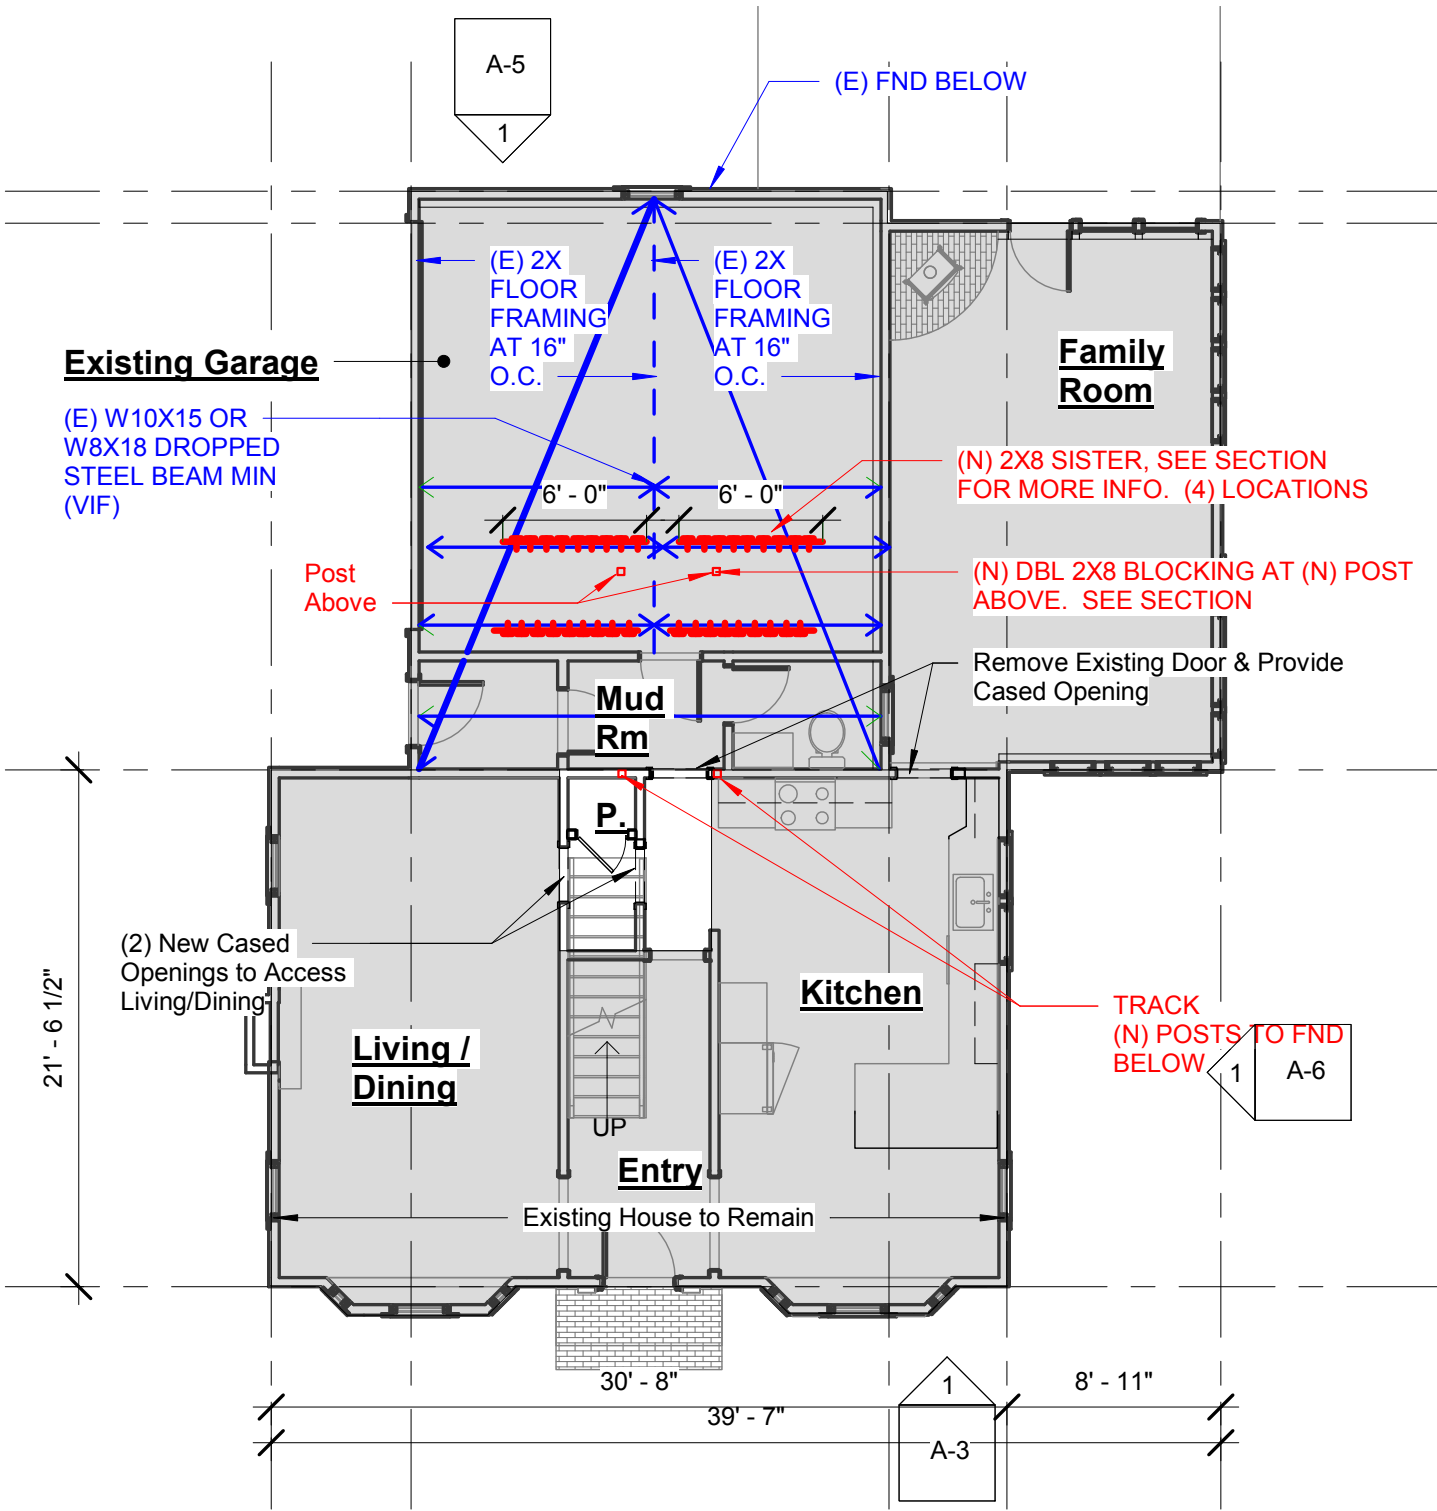 A-5
1
(E) FND BELOW
(E) 2X
FLOOR
FRAMING
AT 16"
O.C.
(E) 2X
FLOOR
FRAMING
AT 16"
O.C.
Existing Garage
Family
Room
(E) W10X15 OR
W8X18 DROPPED
STEEL BEAM MIN
(VIF)
6' - 0"
6' - 0"
(N) 2X8 SISTER, SEE SECTION
FOR MORE INFO. (4) LOCATIONS
Post
Above
(N) DBL 2X8 BLOCKING AT (N) POST
ABOVE. SEE SECTION
Remove Existing Door & Provide
Cased Opening
Mud
Rm
P.
(2) New Cased
Openings to Access
Living/Dining
21' - 6 1/2"
Kitchen
Living /
Dining
TRACK
(N) POSTS TO FND
BELOW
1
A-6
UP
Entry
Existing House to Remain
30' - 8"
8' - 11"
39' - 7"
1
A-3